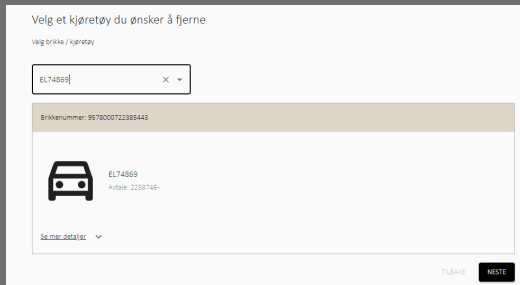 Velg et kjøretøy du ønsker å fjerne
Velg brikke / kjøretøy
EL74869
Brikkenummer: 9578000722385443
EL74869
Avtale: 2258746-
Se mer detaljer
TILBAKE NESTE